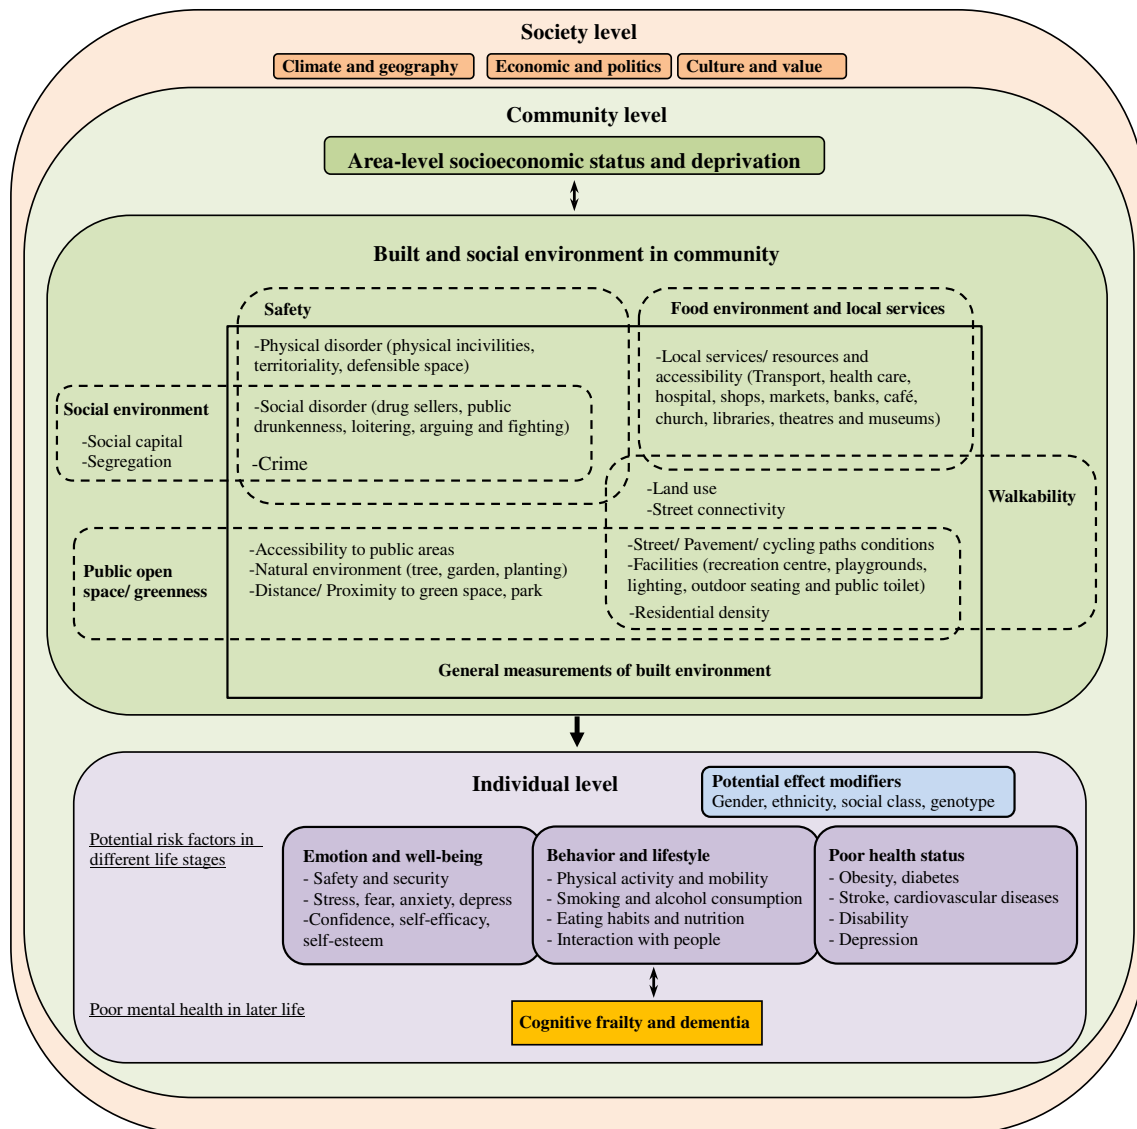 Society level
Climate and geography
Economic and politics
Culture and value
Community level
Area-level socioeconomic status and deprivation
Built and social environment in community
Safety
-Physical disorder (physical incivilities,
territoriality, defensible space)
Food environment and local services
-Local services/ resources and
accessibility (Transport, health care,
hospital, shops, markets, banks, café,
church, libraries, theatres and museums)
Social environment
-Social capital
-Segregation
-Social disorder (drug sellers, public
drunkenness, loitering, arguing and fighting)
-Crime
-Land use
-Street connectivity
Walkability
Public open
space/ greenness
-Accessibility to public areas
-Natural environment (tree, garden, planting)
-Distance/ Proximity to green space, park
-Street/ Pavement/ cycling paths conditions
-Facilities (recreation centre, playgrounds,
lighting, outdoor seating and public toilet)
-Residential density
General measurements of built environment
Individual level
Potential effect modifiers
Gender, ethnicity, social class, genotype
Potential risk factors in
different life stages
Emotion and well-being
- Safety and security
- Stress, fear, anxiety, depress
-Confidence, self-efficacy,
self-esteem
Behavior and lifestyle
- Physical activity and mobility
- Smoking and alcohol consumption
- Eating habits and nutrition
- Interaction with people
Poor health status
- Obesity, diabetes
- Stroke, cardiovascular diseases
- Disability
- Depression
Poor mental health in later life
Cognitive frailty and dementia